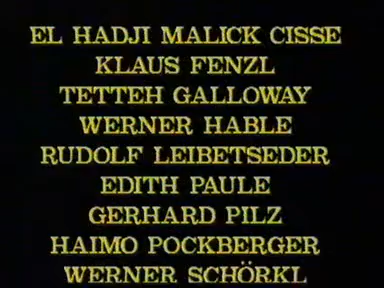 EL HADJI MALICK CISSE
KLAUS FENZL
TETTEH GALLOWAY
WERNER HABLE
RUDOLF LEIBETSEDER
EDITH PAULE
GERHARD PILZ
HAIMO POCKBERGER
WERNER SCHÖRKL